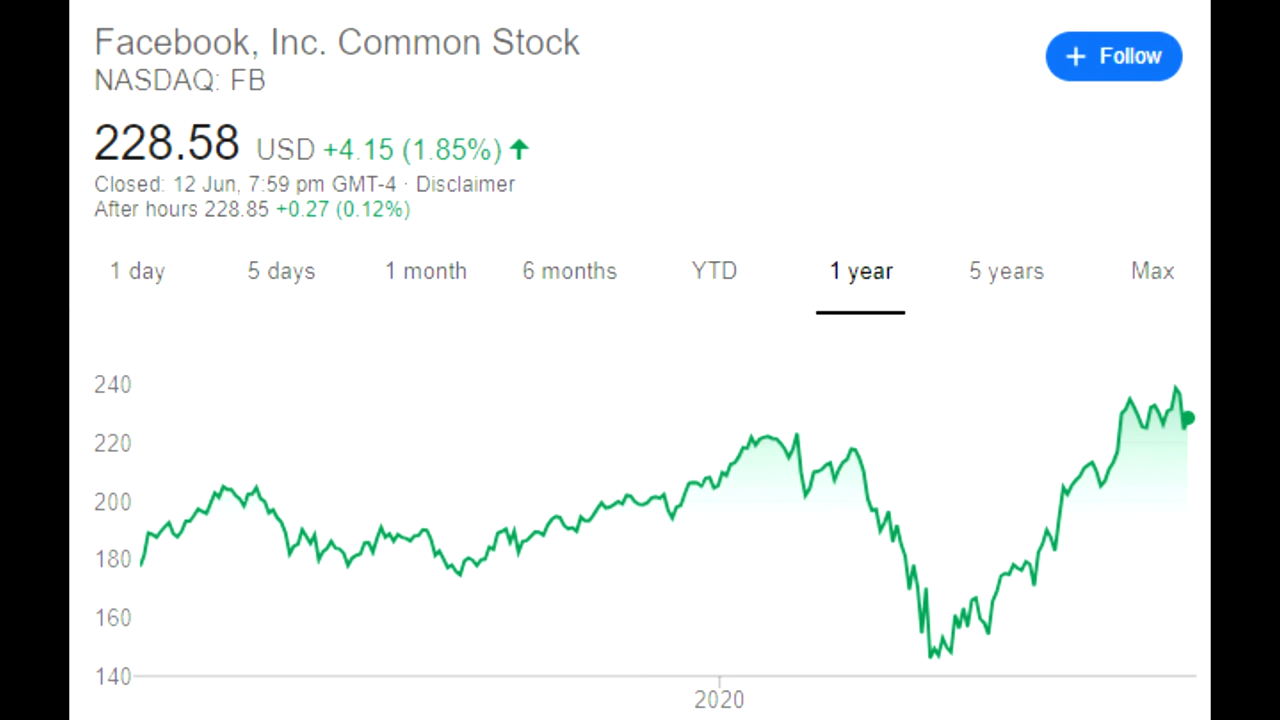 Facebook, Inc. Common Stock
NASDAQ: FB
+ Follow
228.58 USD +4.15 (1.85%) ↑
Closed: 12 Jun, 7:59 pm GMT-4 · Disclaimer
After hours 228.85 +0.27 (0.12%)
1 day 5 days 1 month 6 months YTD 1 year 5 years Max
240
220
200
180
160
140
2020